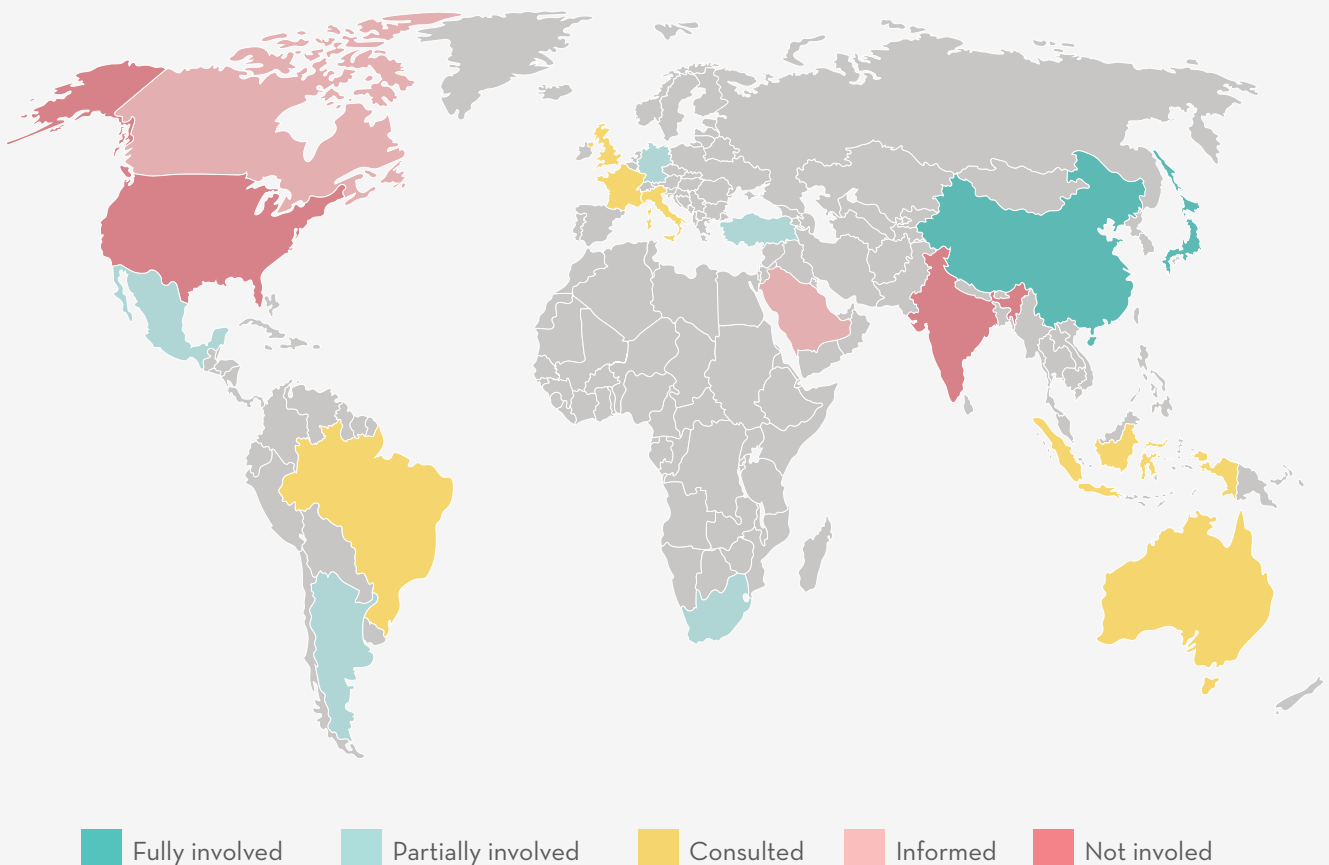 Fully involved
Partially involved
Consulted
Informed
Not involed